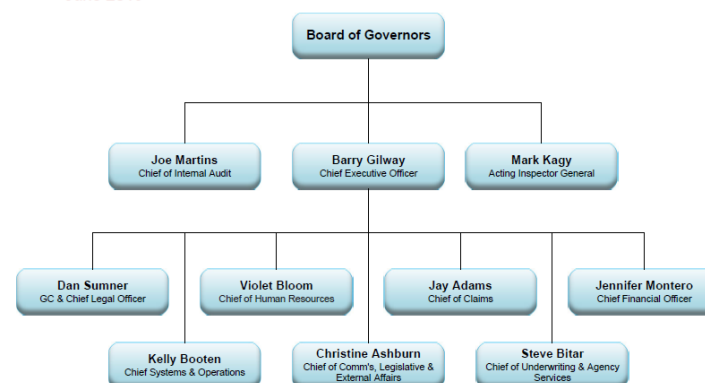 Board of Governors
Joe Martins
Chief of Internal Audit
Barry Gilway
Chief Executive Officer
Mark Kagy
Acting Inspector General
Dan Sumner
GC & Chief Legal Officer
Violet Bloom
Chief of Human Resources
Jay Adams
Chief of Claims
Jennifer Montero
Chief Financial Officer
Kelly Booten
Chief Systems & Operations
Christine Ashburn
Chief of Comm's, Legislative &
External Affairs
Steve Bitar
Chief of Underwriting & Agency
Services